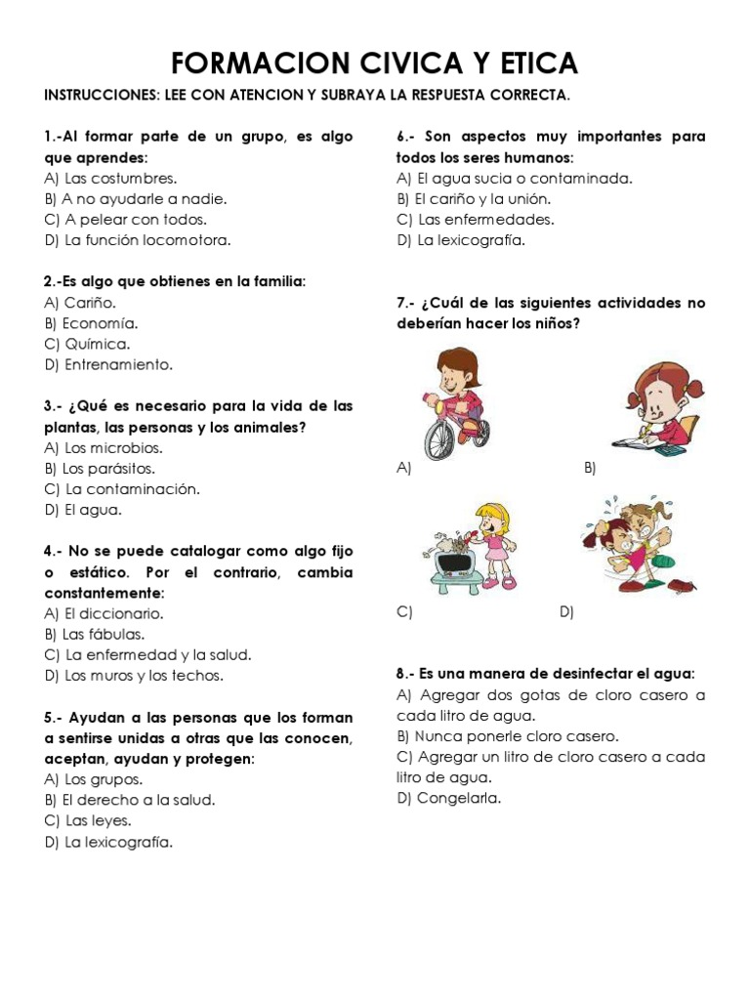 FORMACION CIVICA Y ETICA
INSTRUCCIONES: LEE CON ATENCION Y SUBRAYA LA RESPUESTA CORRECTA.
1.-Al formar parte de un grupo, es algo
que aprendes:
A) Las costumbres.
B) A no ayudarle a nadie.
C) A pelear con todos.
D) La función locomotora.
2.-Es algo que obtienes en la familia:
A) Cariño.
B) Economía.
C) Química.
D) Entrenamiento.
3.- ¿Qué es necesario para la vida de las
plantas, las personas y los animales?
A) Los microbios.
B) Los parásitos.
C) La contaminación.
D) El agua.
4.- No se puede catalogar como algo fijo
o estático. Por el contrario, cambia
constantemente:
A) El diccionario.
B) Las fábulas.
C) La enfermedad y la salud.
D) Los muros y los techos.
5.- Ayudan a las personas que los forman
a sentirse unidas a otras que las conocen,
aceptan, ayudan y protegen:
A) Los grupos.
B) El derecho a la salud.
C) Las leyes.
D) La lexicografía.
6.- Son aspectos muy importantes para
todos los seres humanos:
A) El agua sucia o contaminada.
B) El cariño y la unión.
C) Las enfermedades.
D) La lexicografía.
7.- ¿Cuál de las siguientes actividades no
deberían hacer los niños?
A) B)
C) D)
8.- Es una manera de desinfectar el agua:
A) Agregar dos gotas de cloro casero a
cada litro de agua.
B) Nunca ponerle cloro casero.
C) Agregar un litro de cloro casero a cada
litro de agua.
D) Congelarla.